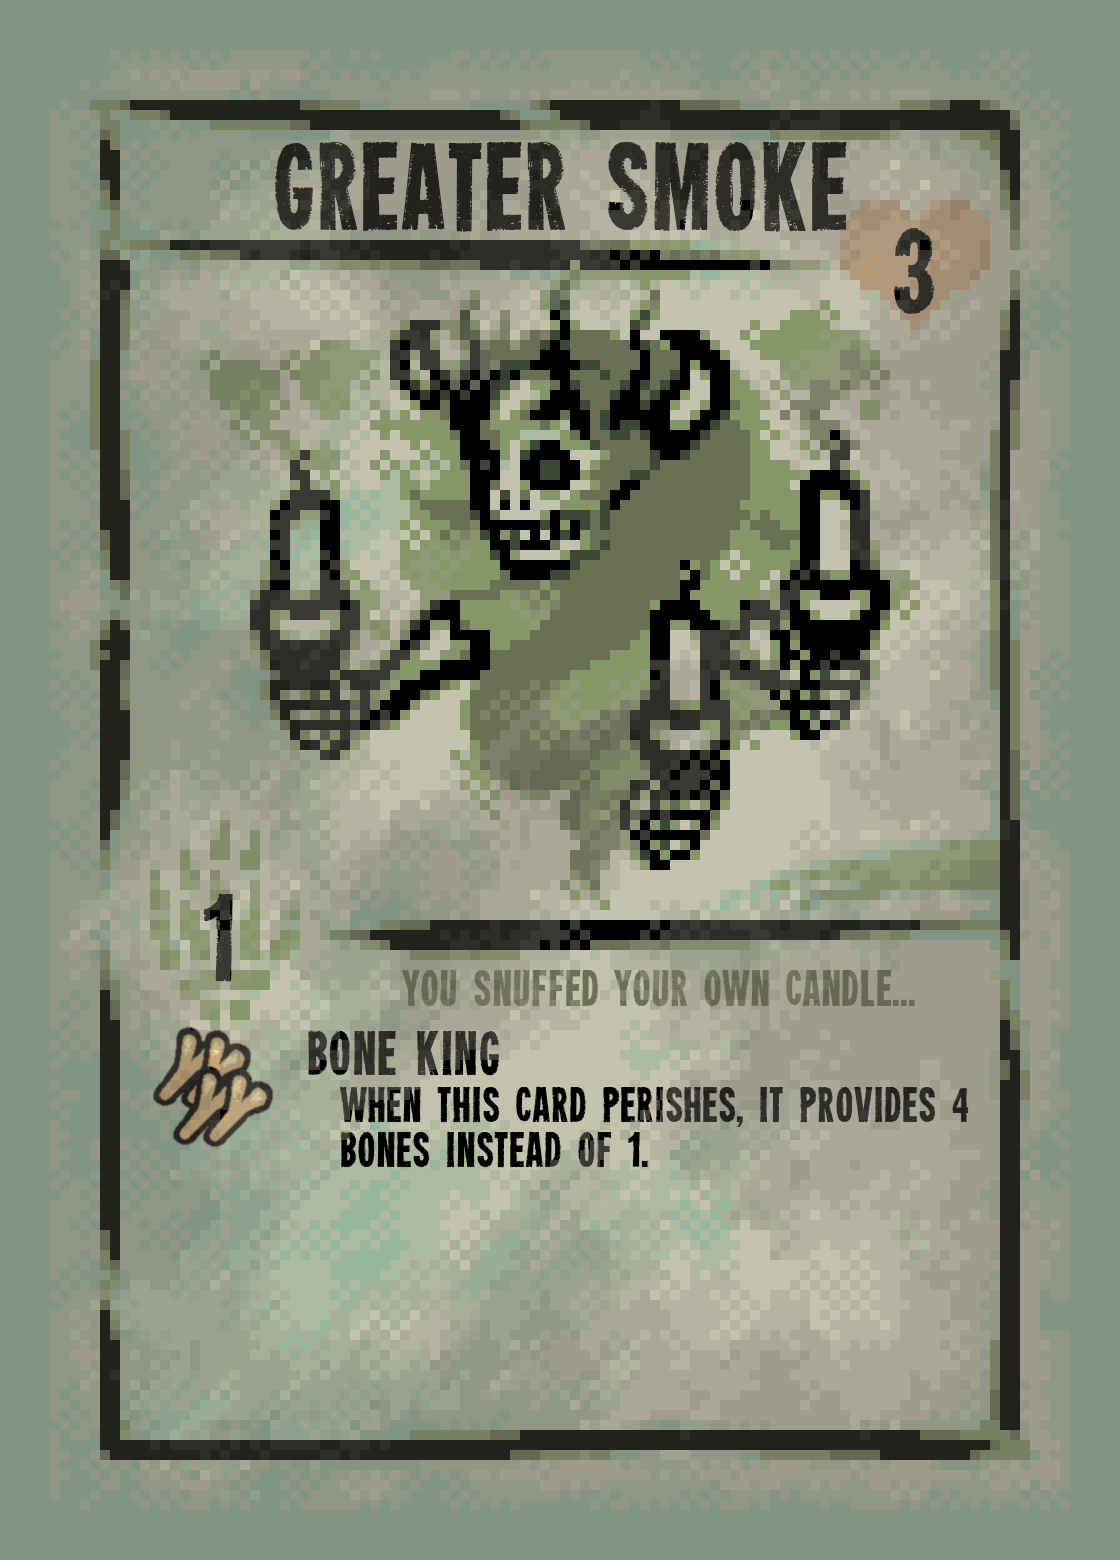 GREATER SMOKE
3
1
YOU SNUFFED YOUR OWN CANDLE...
BONE KING
WHEN THIS CARD PERISHES, IT PROVIDES 4
BONES INSTEAD OF 1.